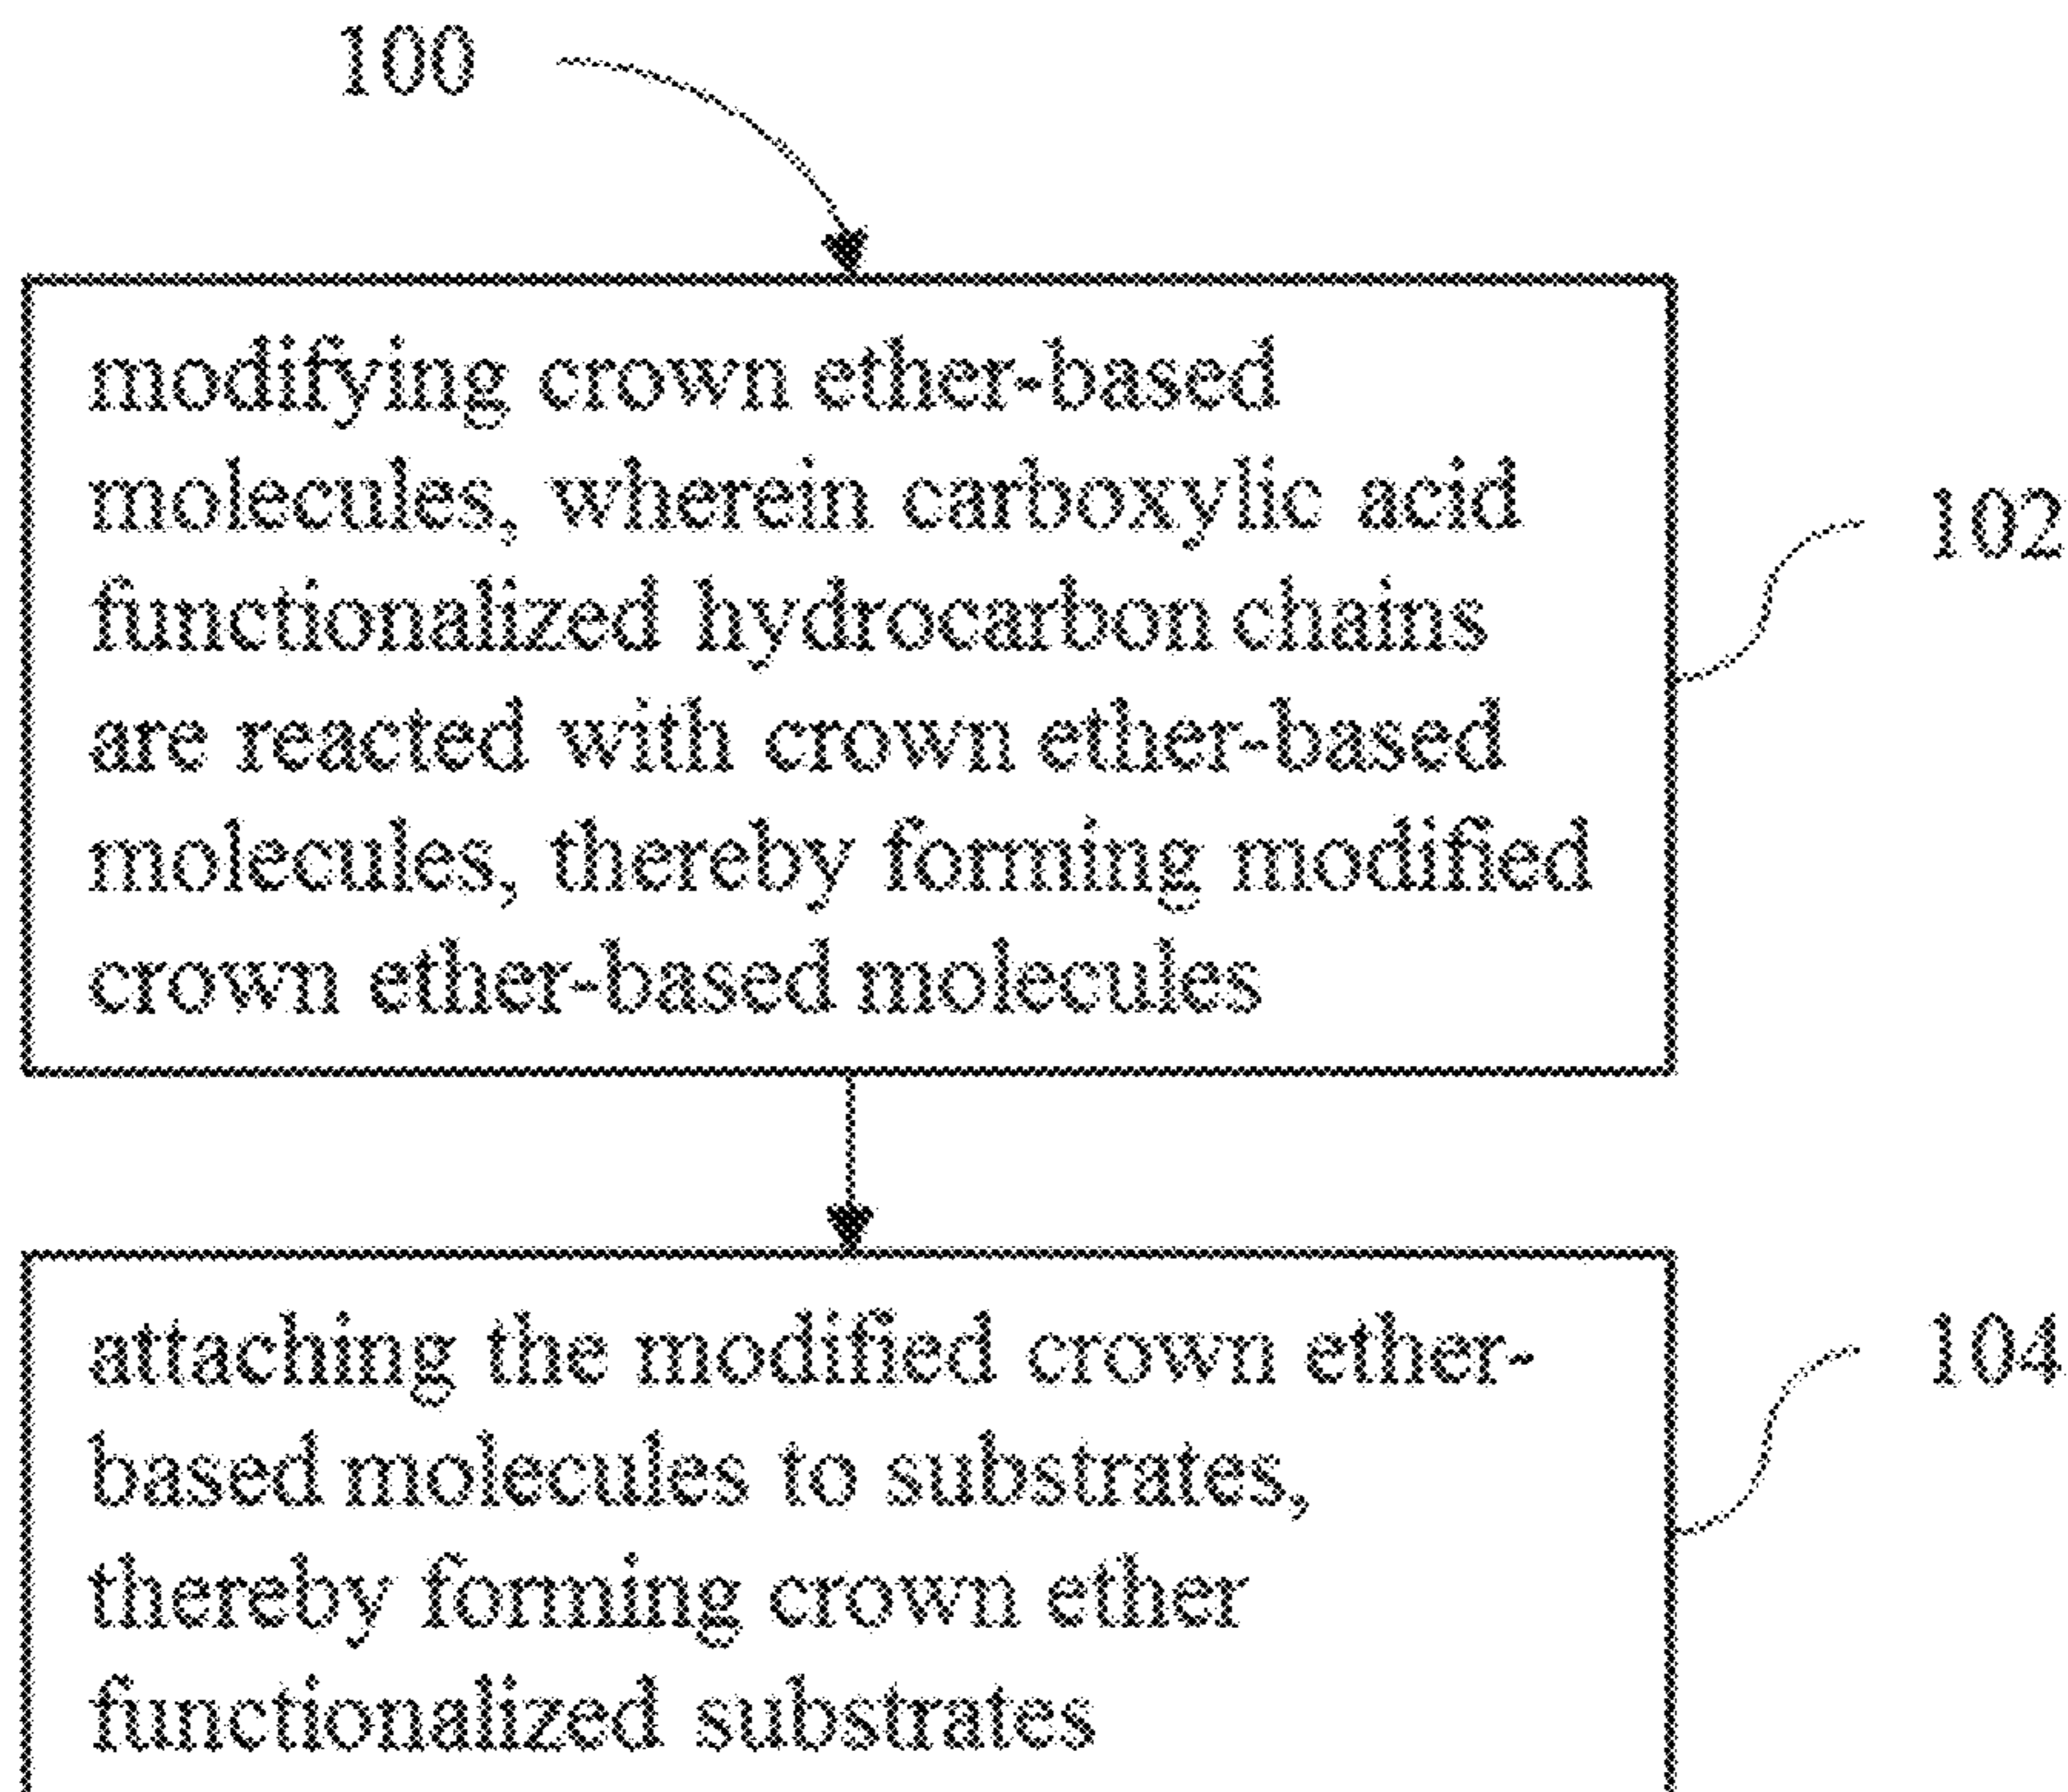 100
modifying crown ether-based
molecules, wherein carboxylic acid
functionalized hydrocarbon chains
are reacted with crown ether-based
molecules, thereby forming modified
crown ether-based molecules
102
attaching the modified crown ether-
based molecules to substrates,
thereby forming crown ether
functionalized substrates
104